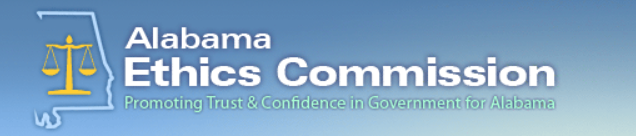 Alabama
Ethics Commission
Promoting Trust & Confidence in Government for Alabama